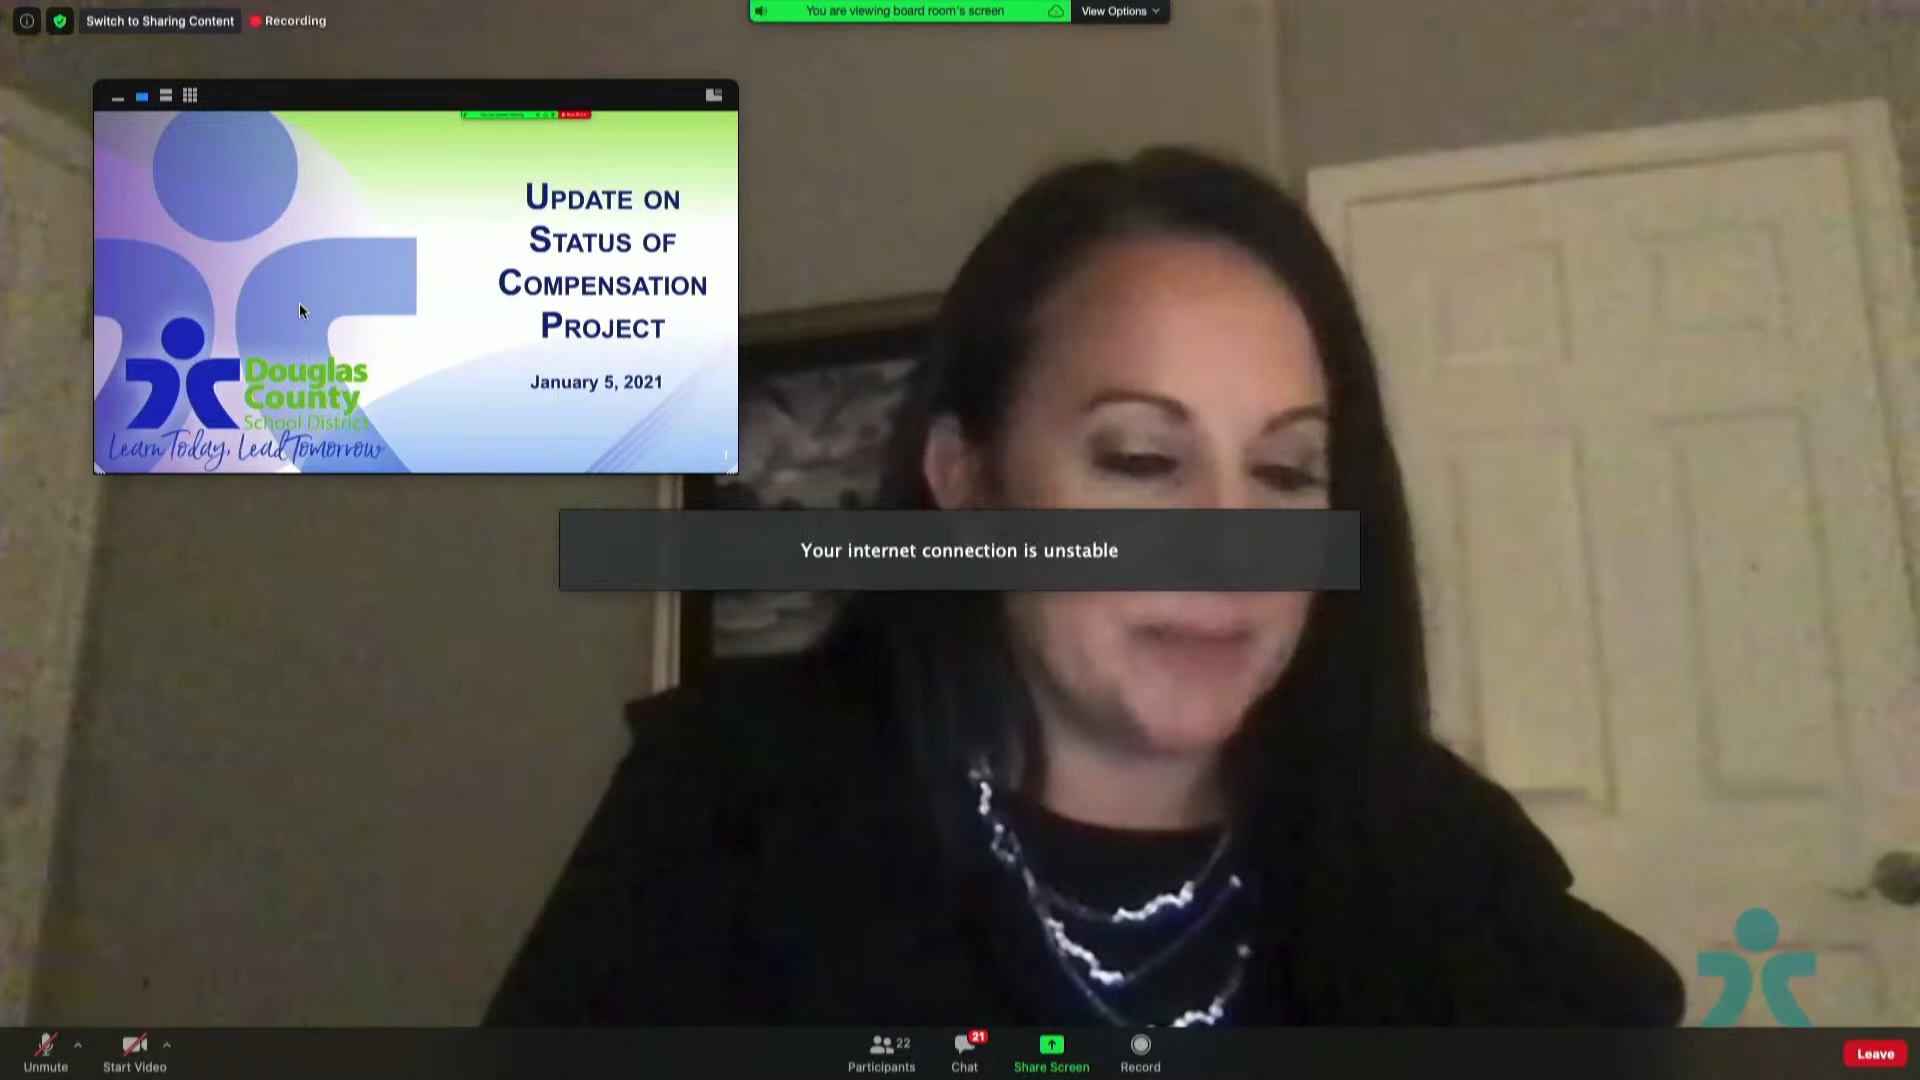 Switch to Sharing Content
Recording
You are viewing board room's screen
View Options
UPDATE ON
STATUS OF
COMPENSATION
PROJECT
January 5, 2021
Douglas
County
School District
Learn Today, Lead Tomorrow
1
Your internet connection is unstable
Unmute
Start Video
22
Participants
21
Chat
Share Screen
Record
Leave